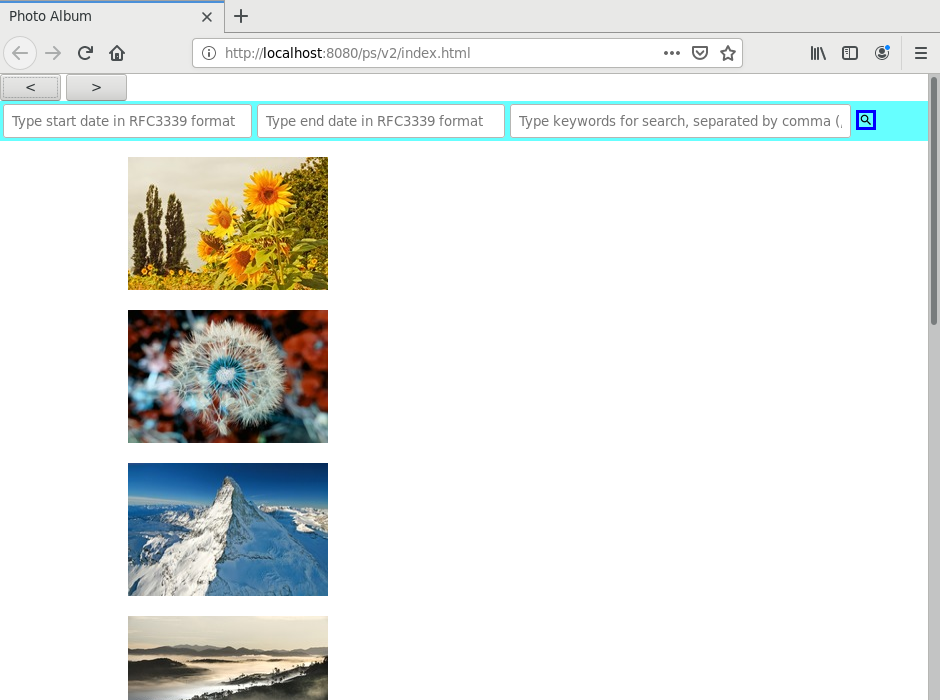 Photo Album
http://localhost:8080/ps/v2/index.html
< >
Type start date in RFC3339 format Type end date in RFC3339 format Type keywords for search, separated by comma (,